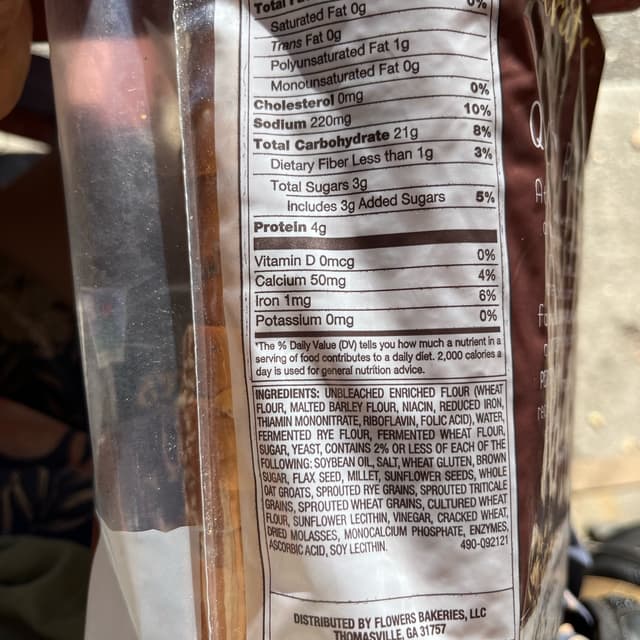 Total
0%
Saturated Fat 0g
Trans Fat 0g
Polyunsaturated Fat 1g
Monounsaturated Fat 0g
Cholesterol 0mg 0%
Sodium 220mg 10%
Total Carbohydrate 21g 8%
Dietary Fiber Less than 1g 3%
Total Sugars 3g
Includes 3g Added Sugars 5%
Protein 4g
Vitamin D 0mcg 0%
Calcium 50mg 4%
Iron 1mg 6%
Potassium 0mg 0%
*The % Daily Value (DV) tells you how much a nutrient in a
serving of food contributes to a daily diet. 2,000 calories a
day is used for general nutrition advice.
INGREDIENTS: UNBLEACHED ENRICHED FLOUR (WHEAT
FLOUR, MALTED BARLEY FLOUR, NIACIN, REDUCED IRON,
THIAMIN MONONITRATE, RIBOFLAVIN, FOLIC ACID), WATER,
FERMENTED RYE FLOUR, FERMENTED WHEAT FLOUR,
SUGAR, YEAST, CONTAINS 2% OR LESS OF EACH OF THE
FOLLOWING: SOYBEAN OIL, SALT, WHEAT GLUTEN, BROWN
SUGAR, FLAX SEED, MILLET, SUNFLOWER SEEDS, WHOLE
OAT GROATS, SPROUTED RYE GRAINS, SPROUTED TRITICALE
GRAINS, SPROUTED WHEAT GRAINS, CULTURED WHEAT
FLOUR, SUNFLOWER LECITHIN, VINEGAR, CRACKED WHEAT,
DRIED MOLASSES, MONOCALCIUM PHOSPHATE, ENZYMES,
ASCORBIC ACID, SOY LECITHIN. 490-092121
DISTRIBUTED BY FLOWERS BAKERIES, LLC
THOMASVILLE, GA 31757